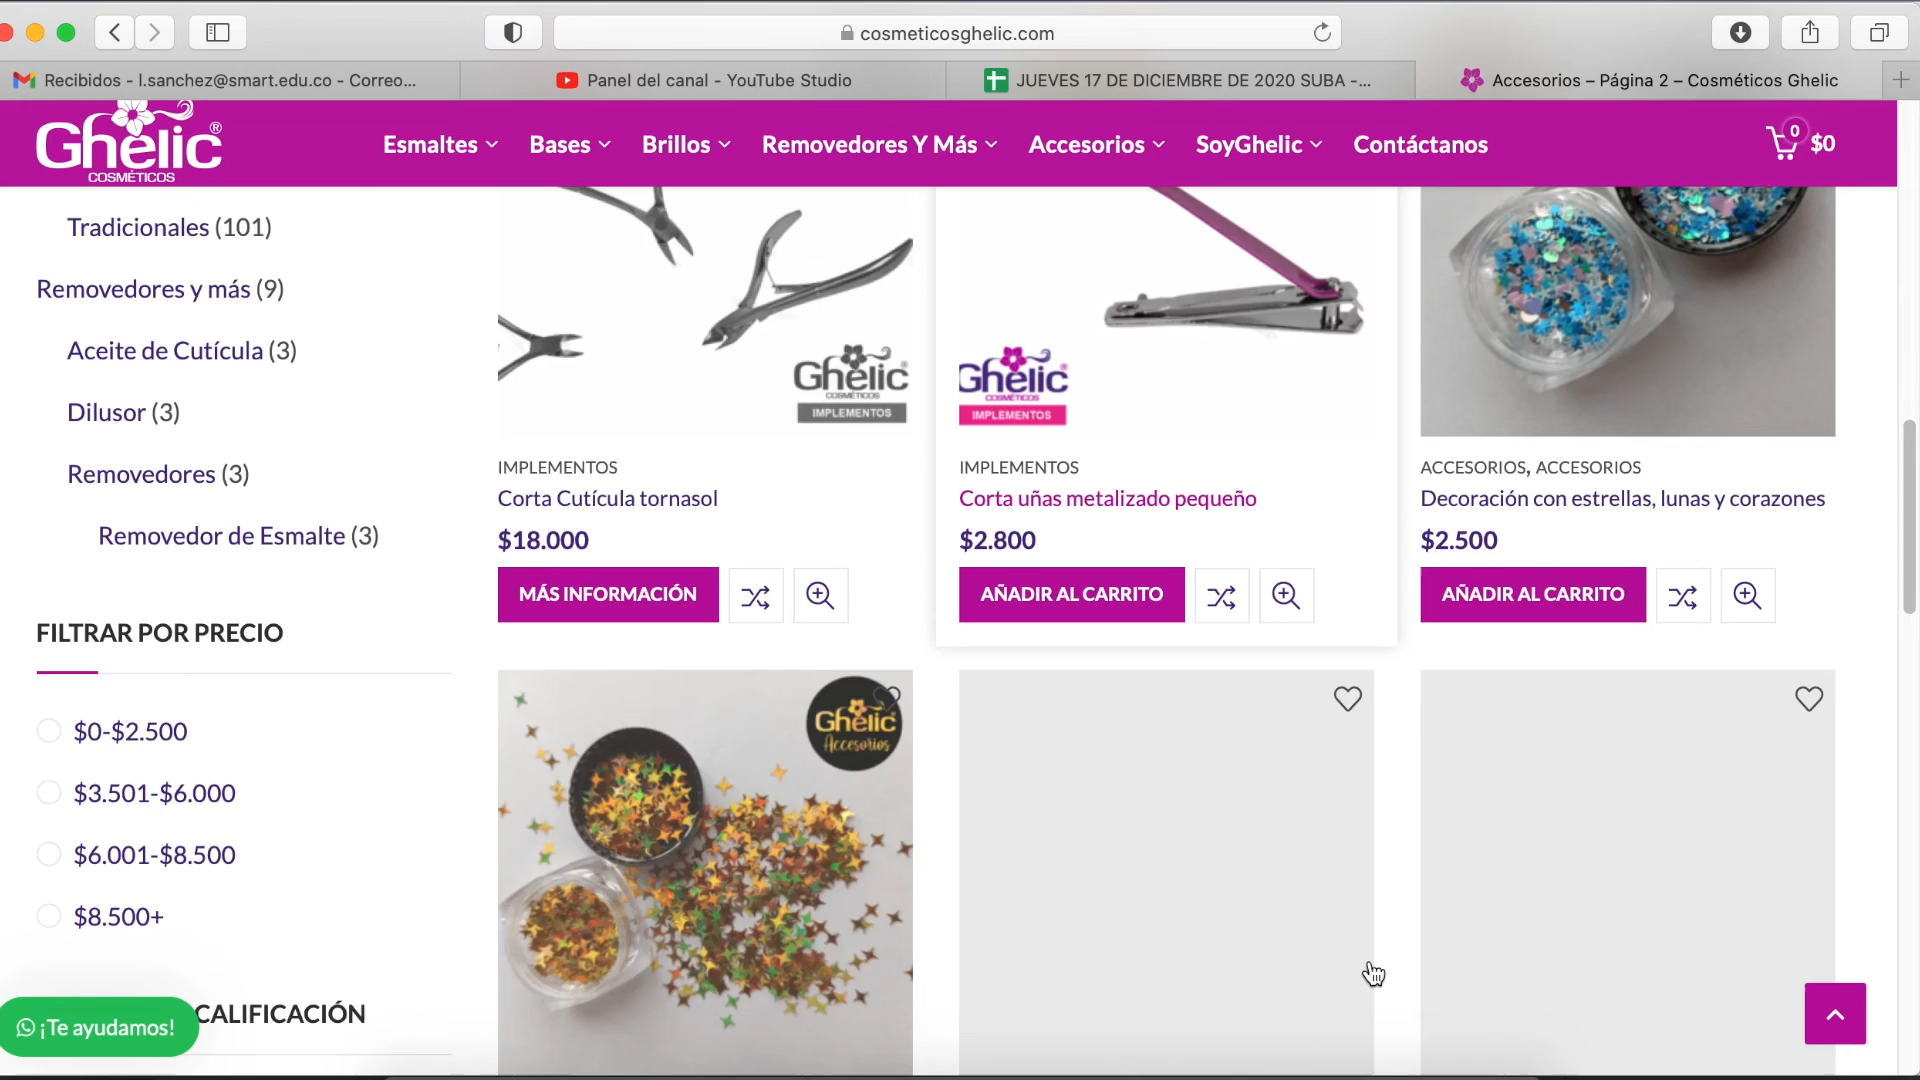 cosmeticosghelic.com
Recibidos - l.sanchez@smart.edu.co - Correo...
Panel del canal - YouTube Studio
JUEVES 17 DE DICIEMBRE DE 2020 SUBA -...
Accesorios – Página 2 – Cosméticos Ghelic
Ghelic®
COSMÉTICOS
Esmaltes
Bases
Brillos
Removedores Y Más
Accesorios
SoyGhelic
Contáctanos
0
$0
Tradicionales (101)
Removedores y más (9)
Aceite de Cutícula (3)
Dilusor (3)
Removedores (3)
Removedor de Esmalte (3)
FILTRAR POR PRECIO
$0-$2.500
$3.501-$6.000
$6.001-$8.500
$8.500+
CALIFICACIÓN
¡Te ayudamos!
Ghelic
COSMÉTICOS
IMPLEMENTOS
IMPLEMENTOS
Corta Cutícula tornasol
$18.000
MÁS INFORMACIÓN
Ghelic
COSMÉTICOS
IMPLEMENTOS
IMPLEMENTOS
Corta uñas metalizado pequeño
$2.800
AÑADIR AL CARRITO
ACCESORIOS, ACCESORIOS
Decoración con estrellas, lunas y corazones
$2.500
AÑADIR AL CARRITO
Ghelic
Accesorios